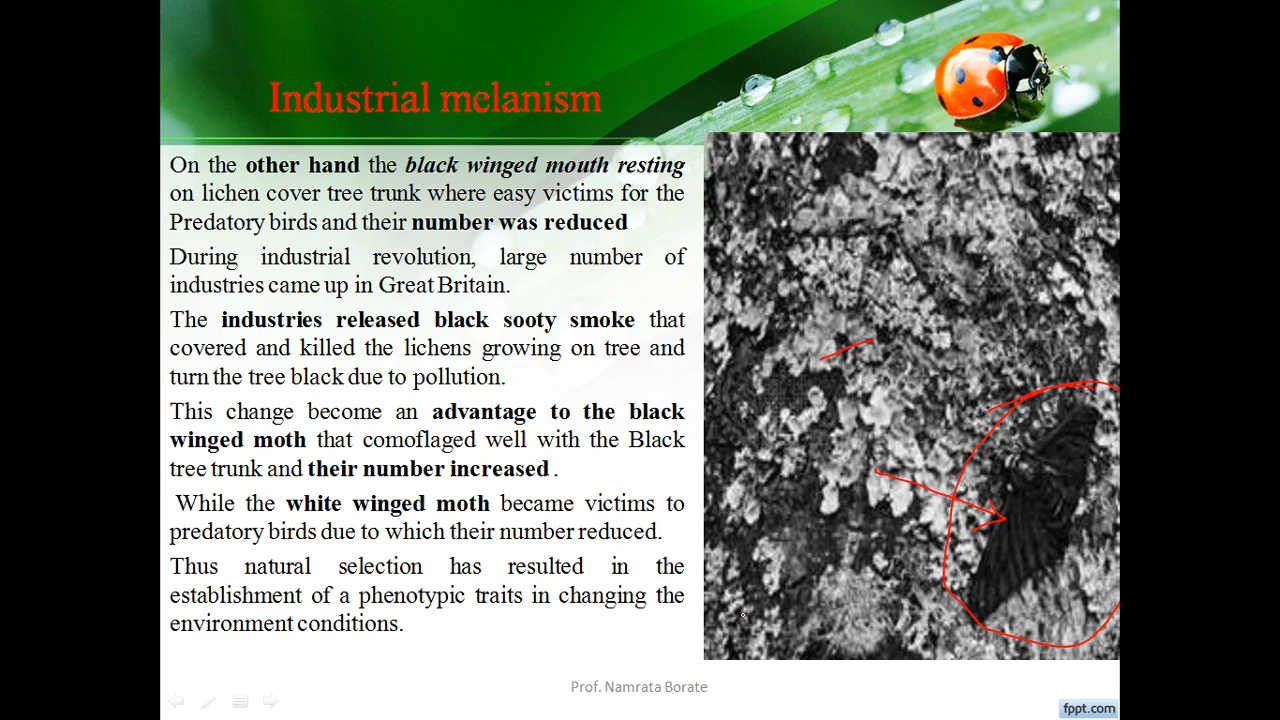 Industrial melanism
On the other hand the black winged mouth resting
on lichen cover tree trunk where easy victims for the
Predatory birds and their number was reduced
During industrial revolution, large number of
industries came up in Great Britain.
The industries released black sooty smoke that
covered and killed the lichens growing on tree and
turn the tree black due to pollution.
This change become an advantage to the black
winged moth that comoflaged well with the Black
tree trunk and their number increased .
While the white winged moth became victims to
predatory birds due to which their number reduced.
Thus natural selection has resulted in the
establishment of a phenotypic traits in changing the
environment conditions.
Prof. Namrata Borate
fppt.com